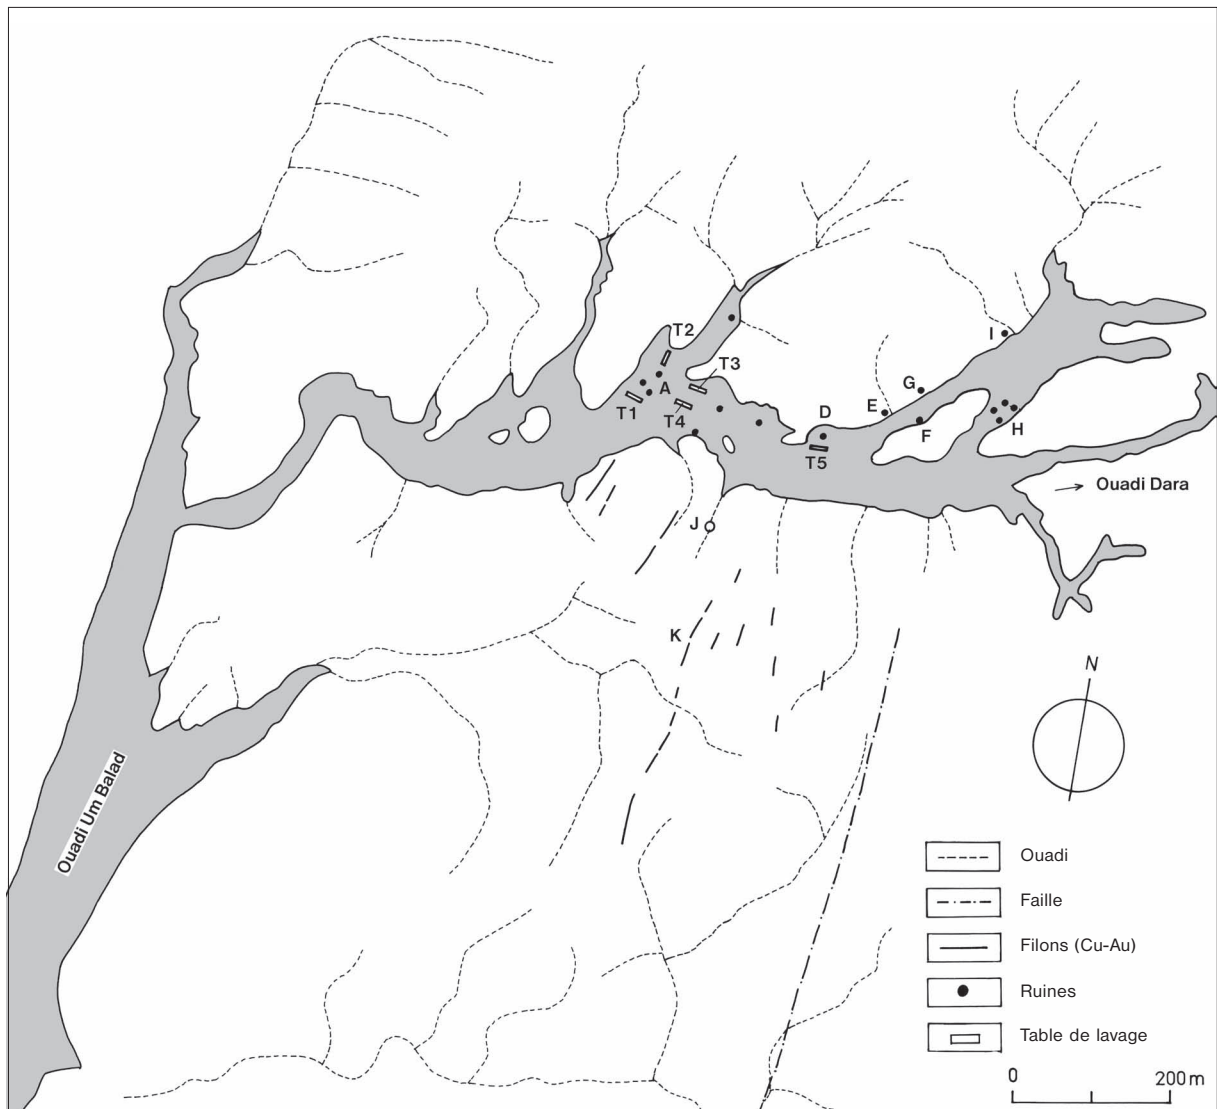 T2
T3
A
T1
T4
I
G
E
D
F
H
T5
Ouadi Dara
J
K
N
Ouadi Um Balad
Ouadi
Faille
Filons (Cu-Au)
Ruines
Table de lavage
0 200 m